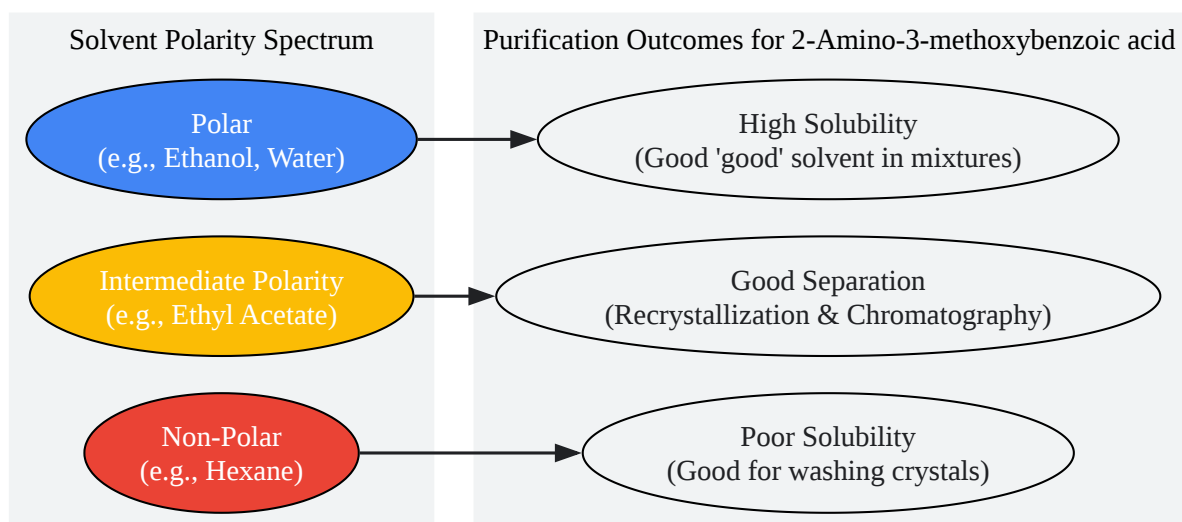 Solvent Polarity Spectrum
Purification Outcomes for 2-Amino-3-methoxybenzoic acid
Polar
(e.g., Ethanol, Water)
High Solubility
(Good 'good' solvent in mixtures)
Intermediate Polarity
(e.g., Ethyl Acetate)
Good Separation
(Recrystallization & Chromatography)
Non-Polar
(e.g., Hexane)
Poor Solubility
(Good for washing crystals)